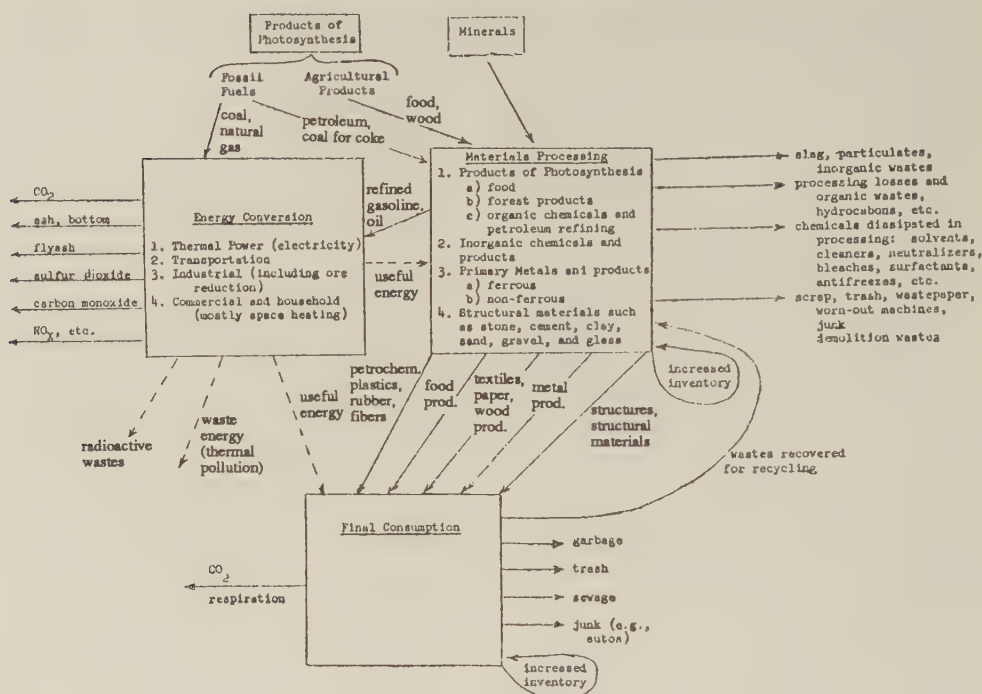 Products of
Photosynthesis
Minerals
Fossil
Fuels
Agricultural
Products
coal,
natural
gas
petroleum,
coal for coke
food,
wood
Materials Processing
1. Products of Photosynthesis
a) food
b) forest products
c) organic chemicals and
petroleum refining
2. Inorganic chemicals and
products
3. Primary Metals and products
a) ferrous
b) non-ferrous
4. Structural materials such
as stone, cement, clay,
sand, gravel, and glass
slag, particulates,
inorganic wastes
processing losses and
organic wastes,
hydrocabons, etc.
chemicals dissipated in
processing: solvents,
cleaners, neutralizers,
bleaches, surfactants,
antifreezes, etc.
scrap, trash, wastepaper,
worn-out machines,
junk
demolition wastes
refined
gasoline,
oil
useful
energy
Energy Conversion
1. Thermal Power (electricity)
2. Transportation
3. Industrial (including ore
reduction)
4. Commercial and household
(mostly space heating)
CO2
ash, bottom
flyash
sulfur dioxide
carbon monoxide
NOx, etc.
radioactive
wastes
waste
energy
(thermal
pollution)
useful
energy
petrochem.
plastics,
rubber,
fibers
food
prod.
textiles,
paper,
wood
prod.
metal
prod.
structures,
structural
materials
increased
inventory
wastes recovered
for recycling
Final Consumption
CO2
respiration
garbage
trash
sewage
junk (e.g.,
autos)
increased
inventory